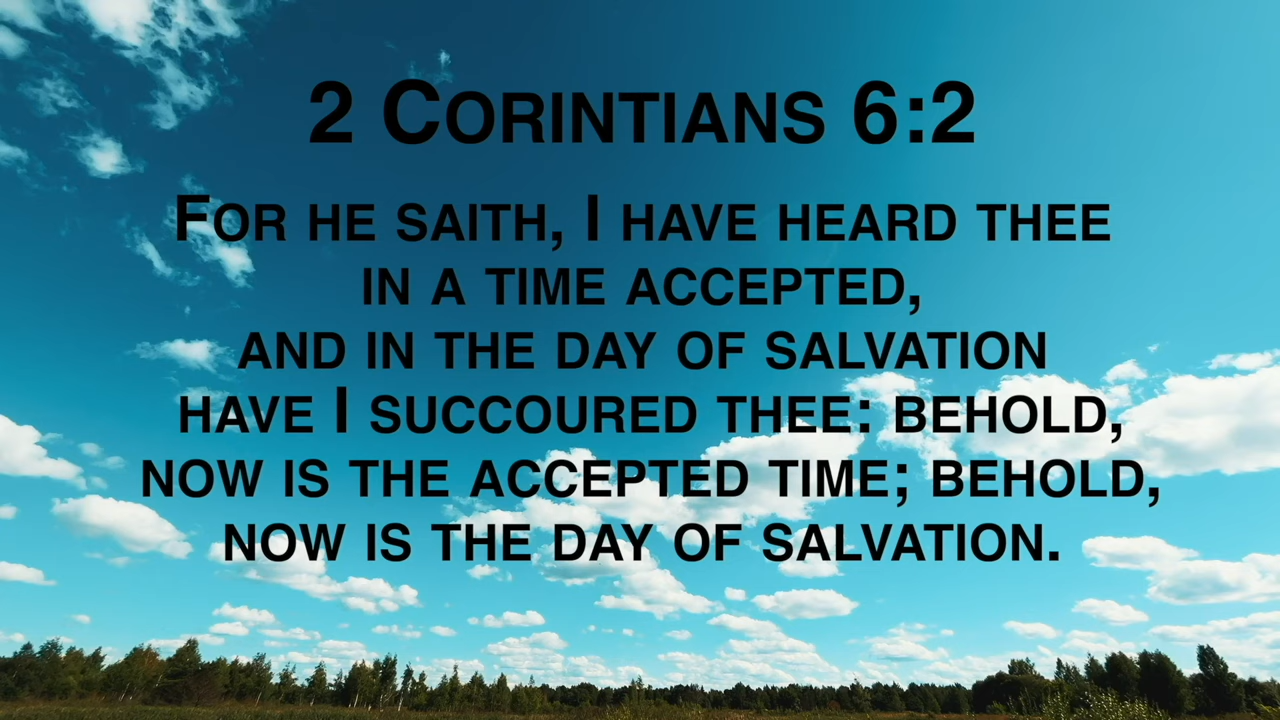 2 Corintians 6:2
For he saith, I have heard thee
in a time accepted,
and in the day of salvation
have I succoured thee: behold,
now is the accepted time; behold,
now is the day of salvation.